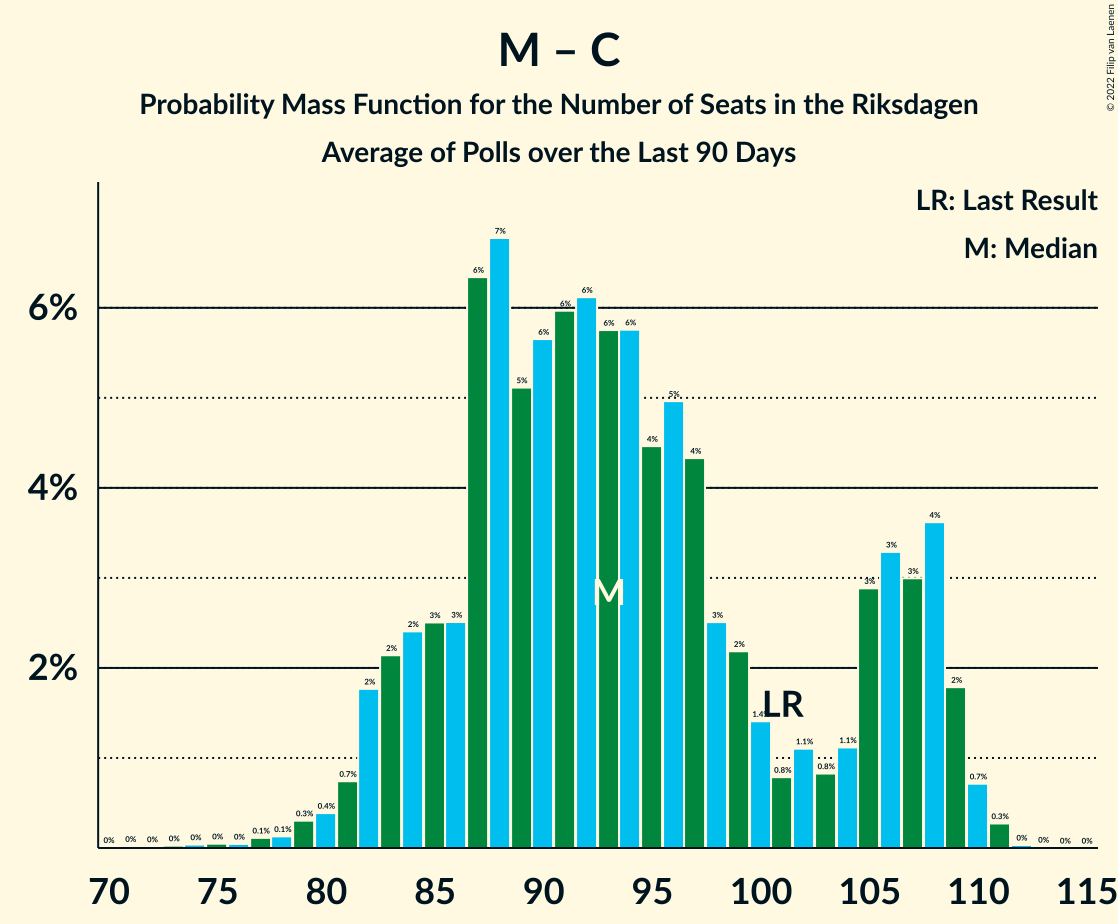 © 2022 Filip van Laenen
M – C
Probability Mass Function for the Number of Seats in the Riksdagen
Average of Polls over the Last 90 Days
LR: Last Result
M: Median
6%
4%
2%
0% 0% 0% 0% 0% 0% 0% 0.1% 0.1% 0.3% 0.4% 0.7% 2% 2% 2% 3% 3% 6% 7% 5% 6% 6% 6% 6% 6% 4% 5% 4% 3% 2% 1.4% 0.8% 1.1% 0.8% 1.1% 3% 3% 3% 4% 2% 0.7% 0.3% 0% 0% 0% 0%
M
LR
70 75 80 85 90 95 100 105 110 115